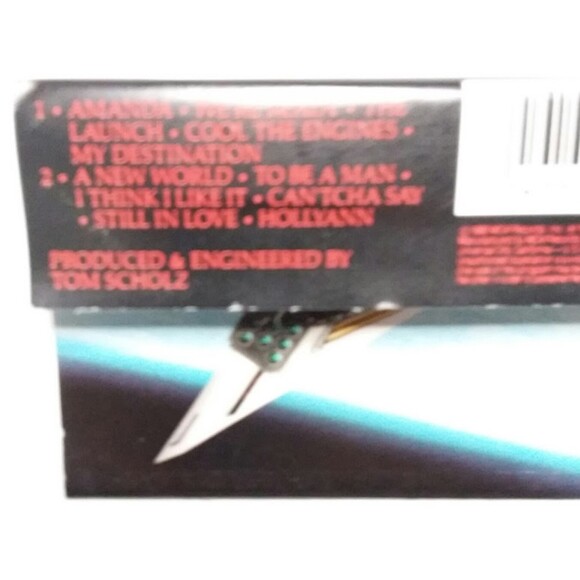 1 • AMANDA • WE'RE READY • THE
LAUNCH • COOL THE ENGINES •
MY DESTINATION
2 • A NEW WORLD • TO BE A MAN •
I THINK I LIKE IT • CAN'TCHA SAY
• STILL IN LOVE • HOLLYANN
PRODUCED & ENGINEERED BY
TOM SCHOLZ